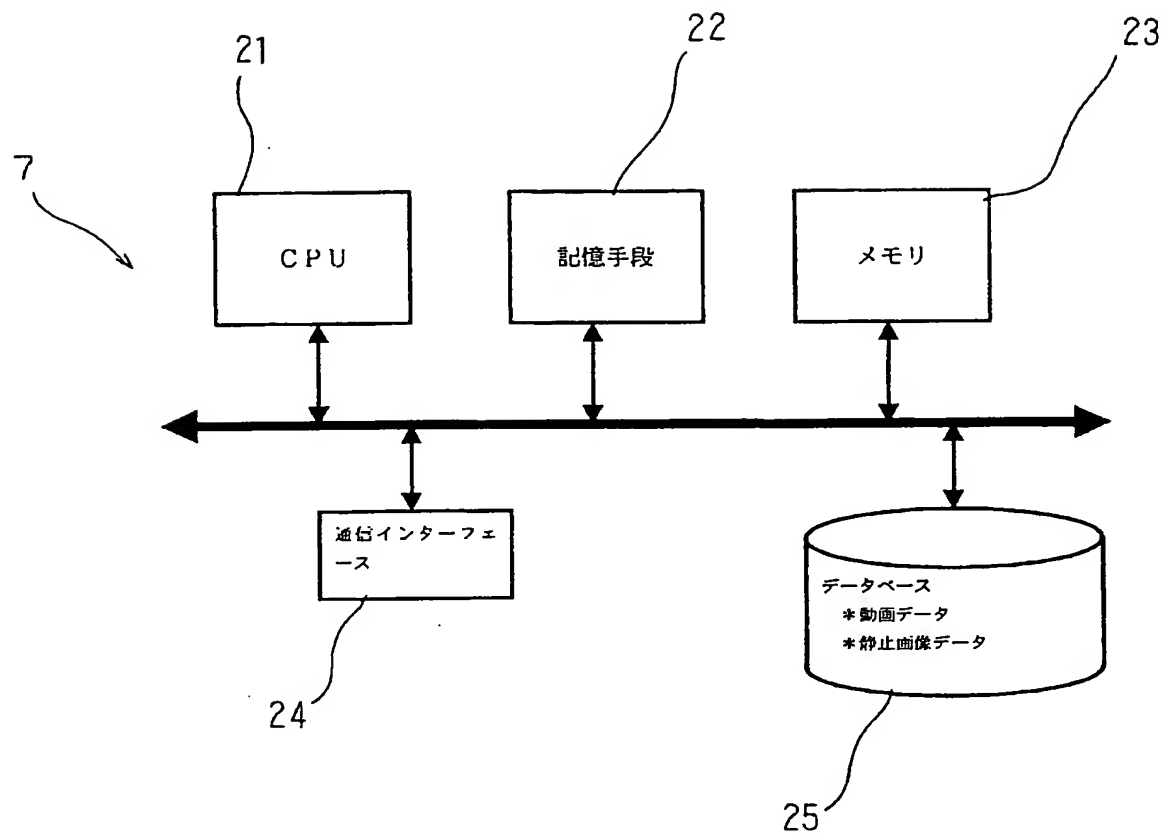 21
22
23
7
ＣＰＵ
記憶手段
メモリ
通信インターフェ
ース
データベース
＊動画データ
＊静止画像データ
24
25